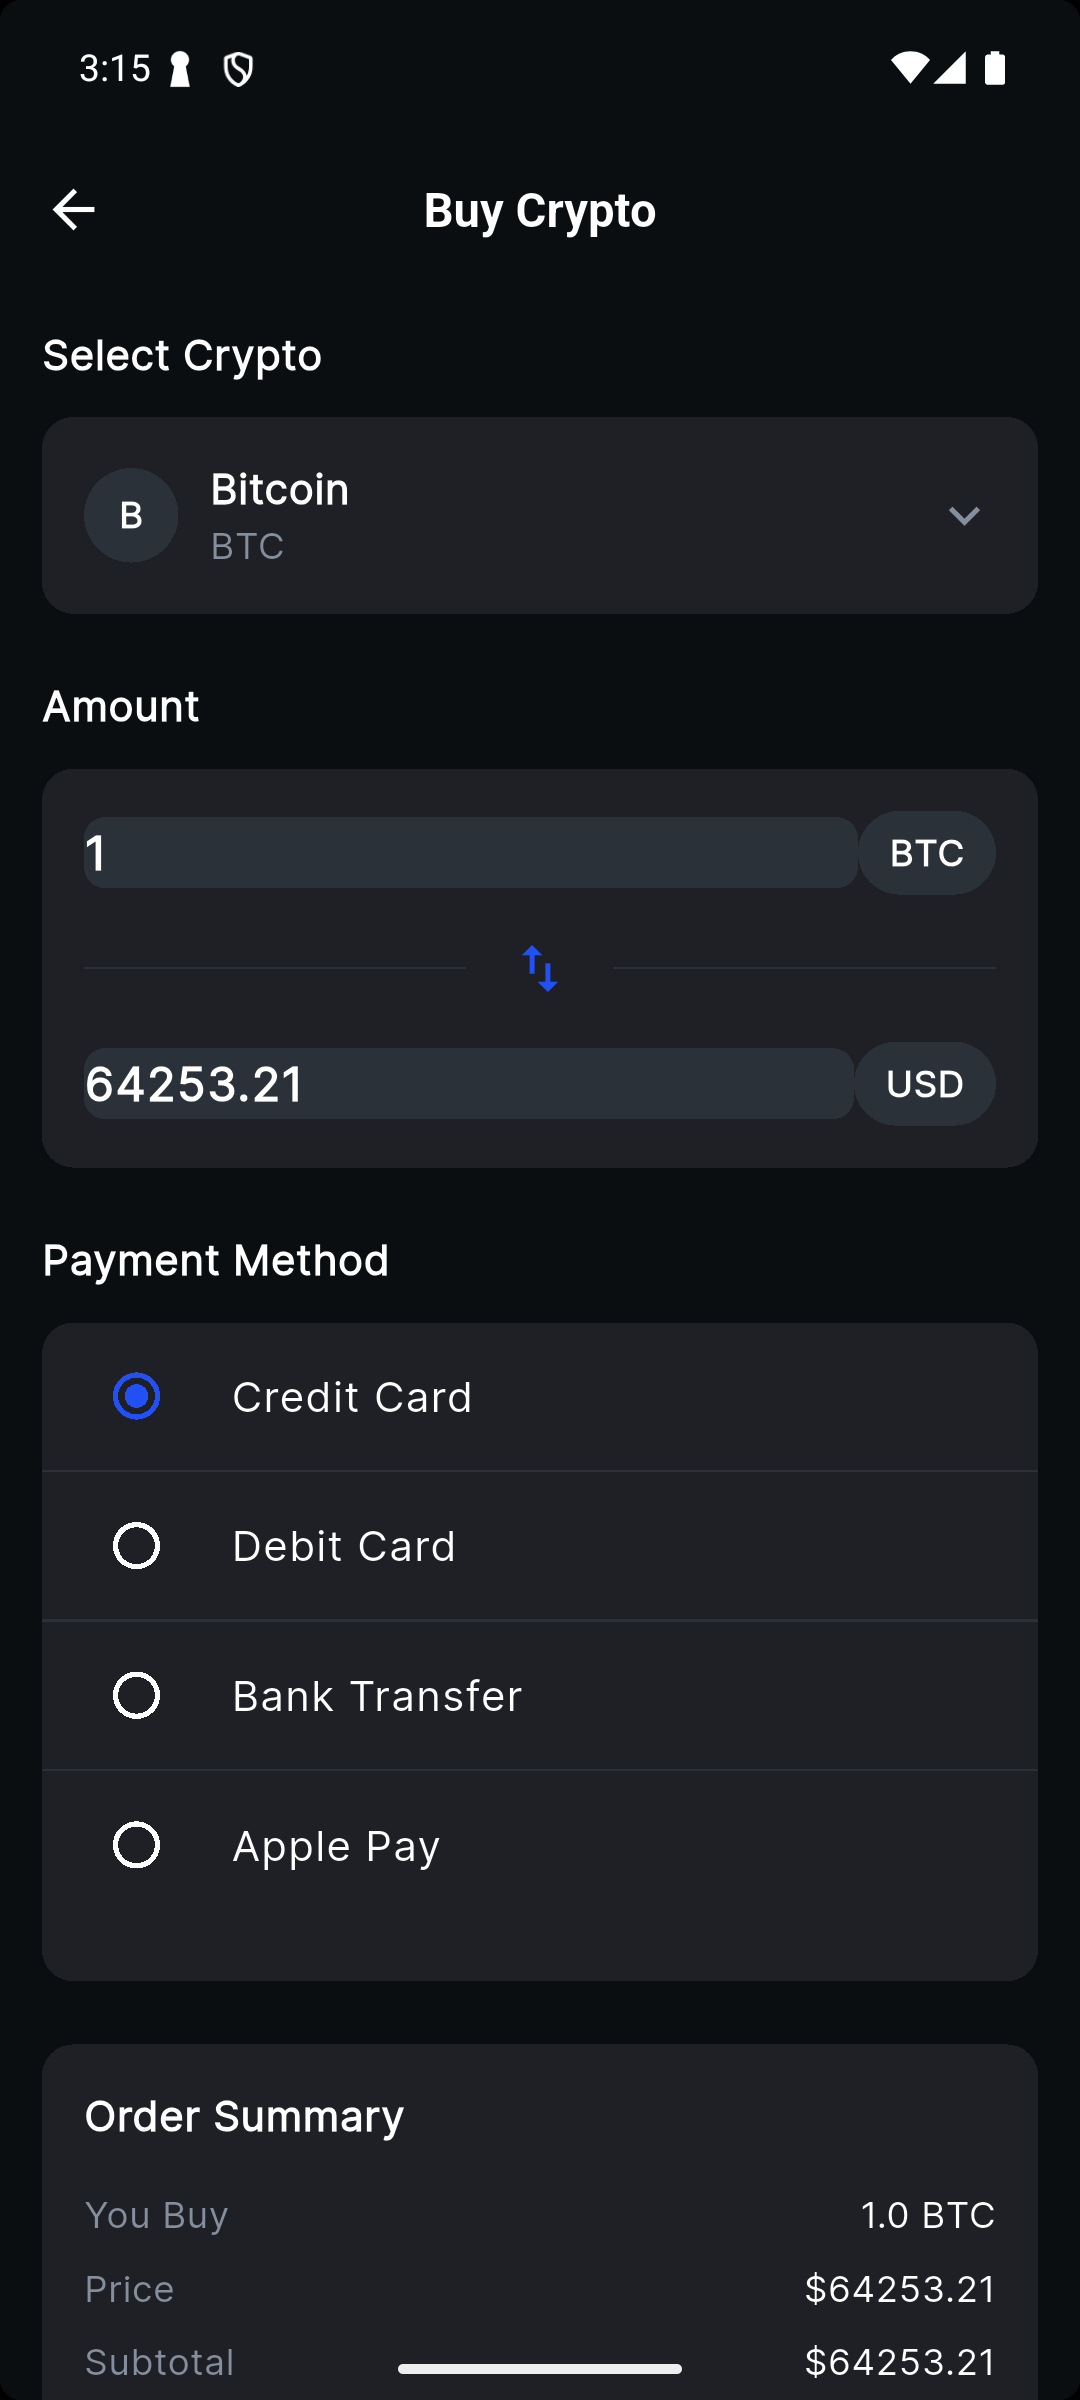 3:15
Buy Crypto
Select Crypto
B
Bitcoin
BTC
Amount
1 BTC
64253.21 USD
Payment Method
Credit Card
Debit Card
Bank Transfer
Apple Pay
Order Summary
You Buy 1.0 BTC
Price $64253.21
Subtotal $64253.21